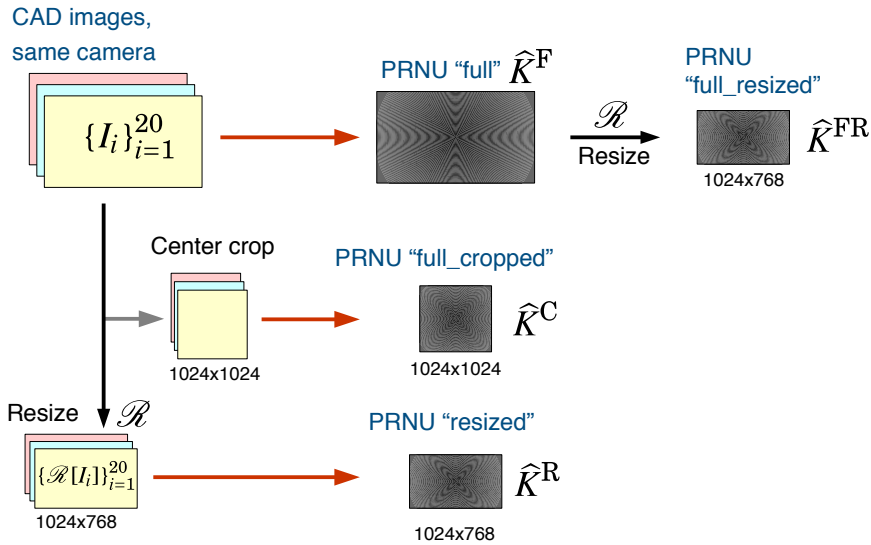 CAD images,
same camera
{I_i}_{i=1}^{20}
PRNU “full” K̂^F
ℛ
Resize
PRNU
“full_resized”
K̂^FR
1024x768
Center crop
1024x1024
PRNU “full_cropped”
K̂^C
1024x1024
Resize ℛ
{ℛ[I_i]}_{i=1}^{20}
1024x768
PRNU “resized”
K̂^R
1024x768